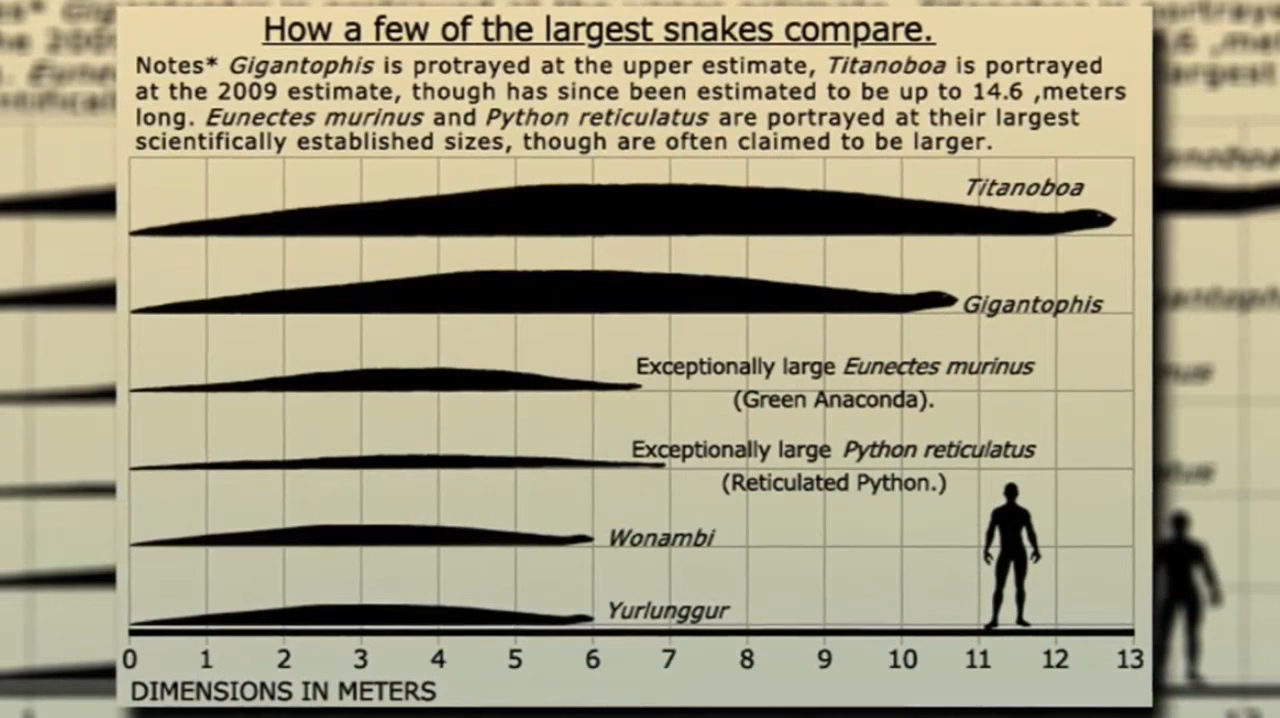 How a few of the largest snakes compare.
Notes* Gigantophis is protrayed at the upper estimate, Titanoboa is portrayed
at the 2009 estimate, though has since been estimated to be up to 14.6 ,meters
long. Eunectes murinus and Python reticulatus are portrayed at their largest
scientifically established sizes, though are often claimed to be larger.
Titanoboa
Gigantophis
Exceptionally large Eunectes murinus
(Green Anaconda).
Exceptionally large Python reticulatus
(Reticulated Python.)
Wonambi
Yurlunggur
0 1 2 3 4 5 6 7 8 9 10 11 12 13
DIMENSIONS IN METERS